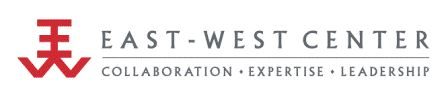 EAST-WEST CENTER
COLLABORATION • EXPERTISE • LEADERSHIP